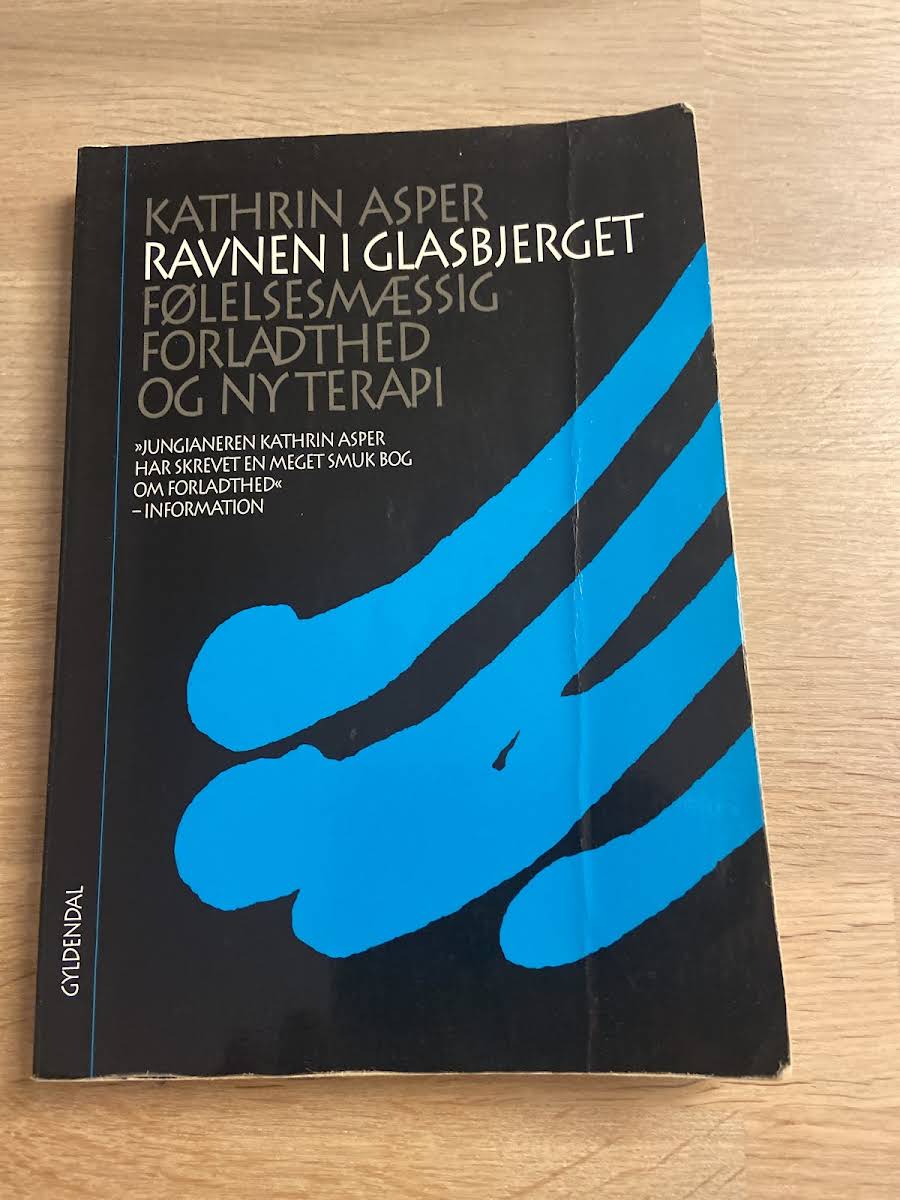 KATHRIN ASPER
RAVNEN I GLASBJERGET
FØLELSESMÆSSIG
FORLADTHED
OG NY TERAPI
»JUNGIANEREN KATHRIN ASPER
HAR SKREVET EN MEGET SMUK BOG
OM FORLADTHED«
– INFORMATION
GYLDENDAL